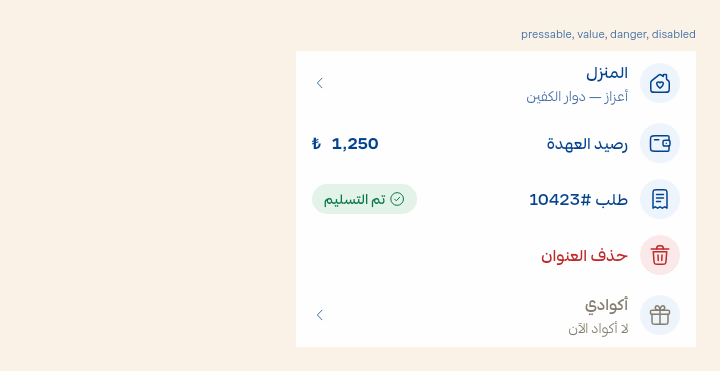 pressable, value, danger, disabled
المنزل
أعزاز — دوار الكفين
رصيد العهدة
1,250 ₺
طلب #10423
تم التسليم
حذف العنوان
أكوادي
لا أكواد الآن